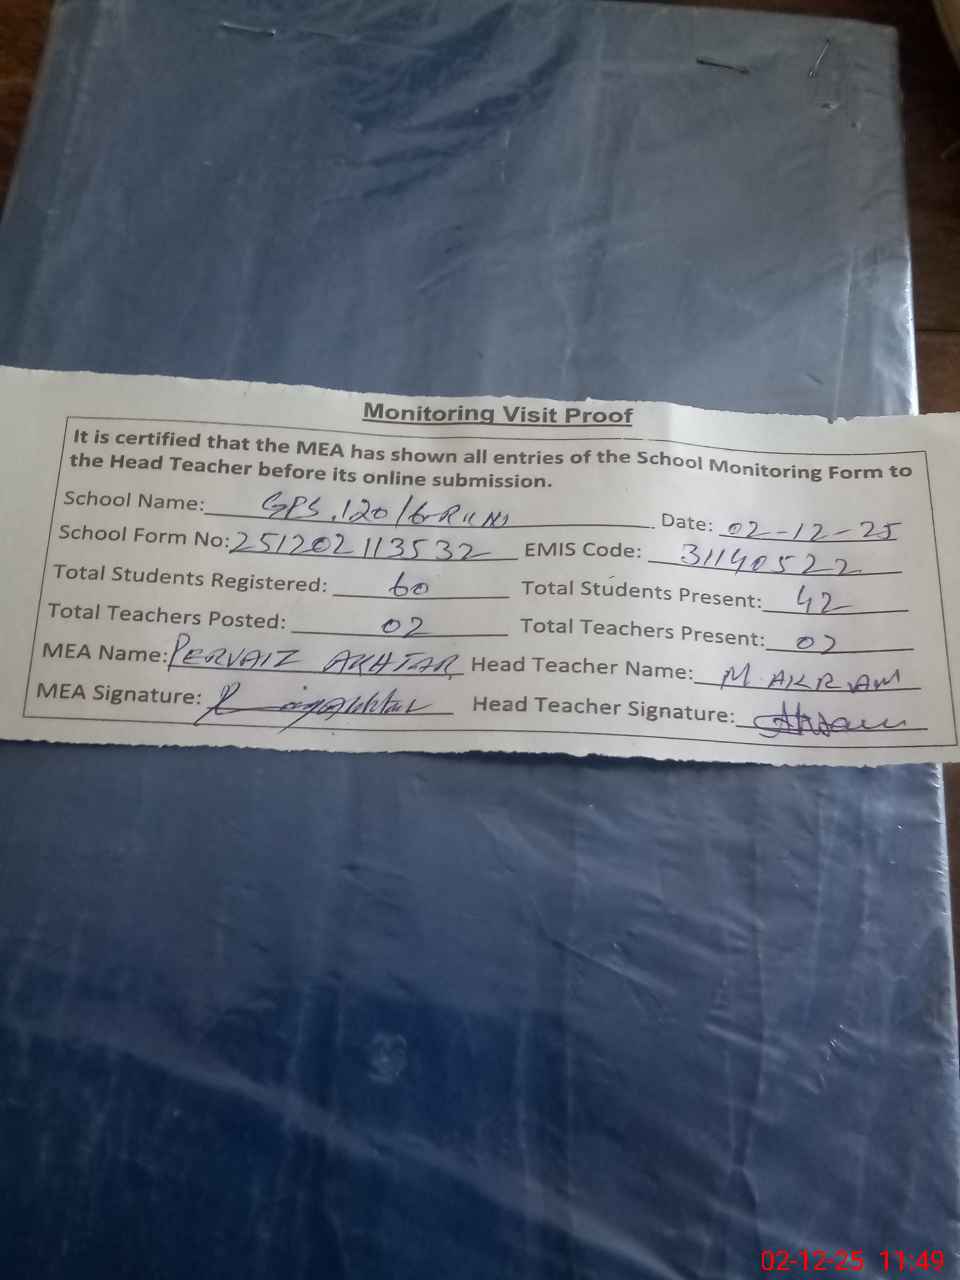 Monitoring Visit Proof
It is certified that the MEA has shown all entries of the School Monitoring Form to
the Head Teacher before its online submission.
School Name: GPS. 120/6-R Date: 02-12-25
School Form No: 251202113532 EMIS Code: 31140522
Total Students Registered: 60 Total Students Present: 42
Total Teachers Posted: 02 Total Teachers Present: 02
MEA Name: PERVAIZ AKHTAR Head Teacher Name: M. AKRAM
MEA Signature: Head Teacher Signature:
02-12-25 11:49